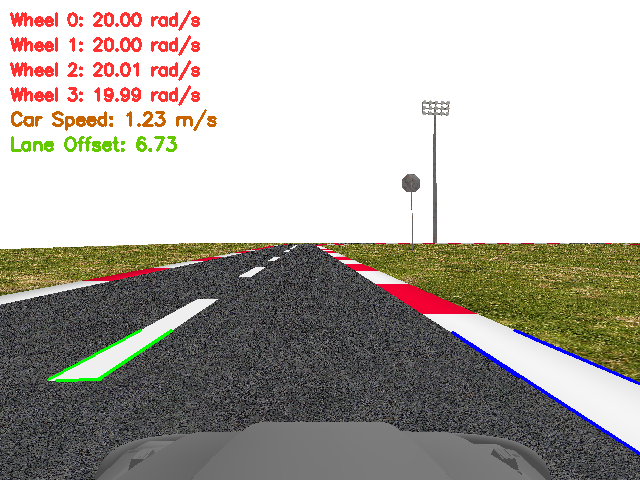 Wheel 0: 20.00 rad/s
Wheel 1: 20.00 rad/s
Wheel 2: 20.01 rad/s
Wheel 3: 19.99 rad/s
Car Speed: 1.23 m/s
Lane Offset: 6.73